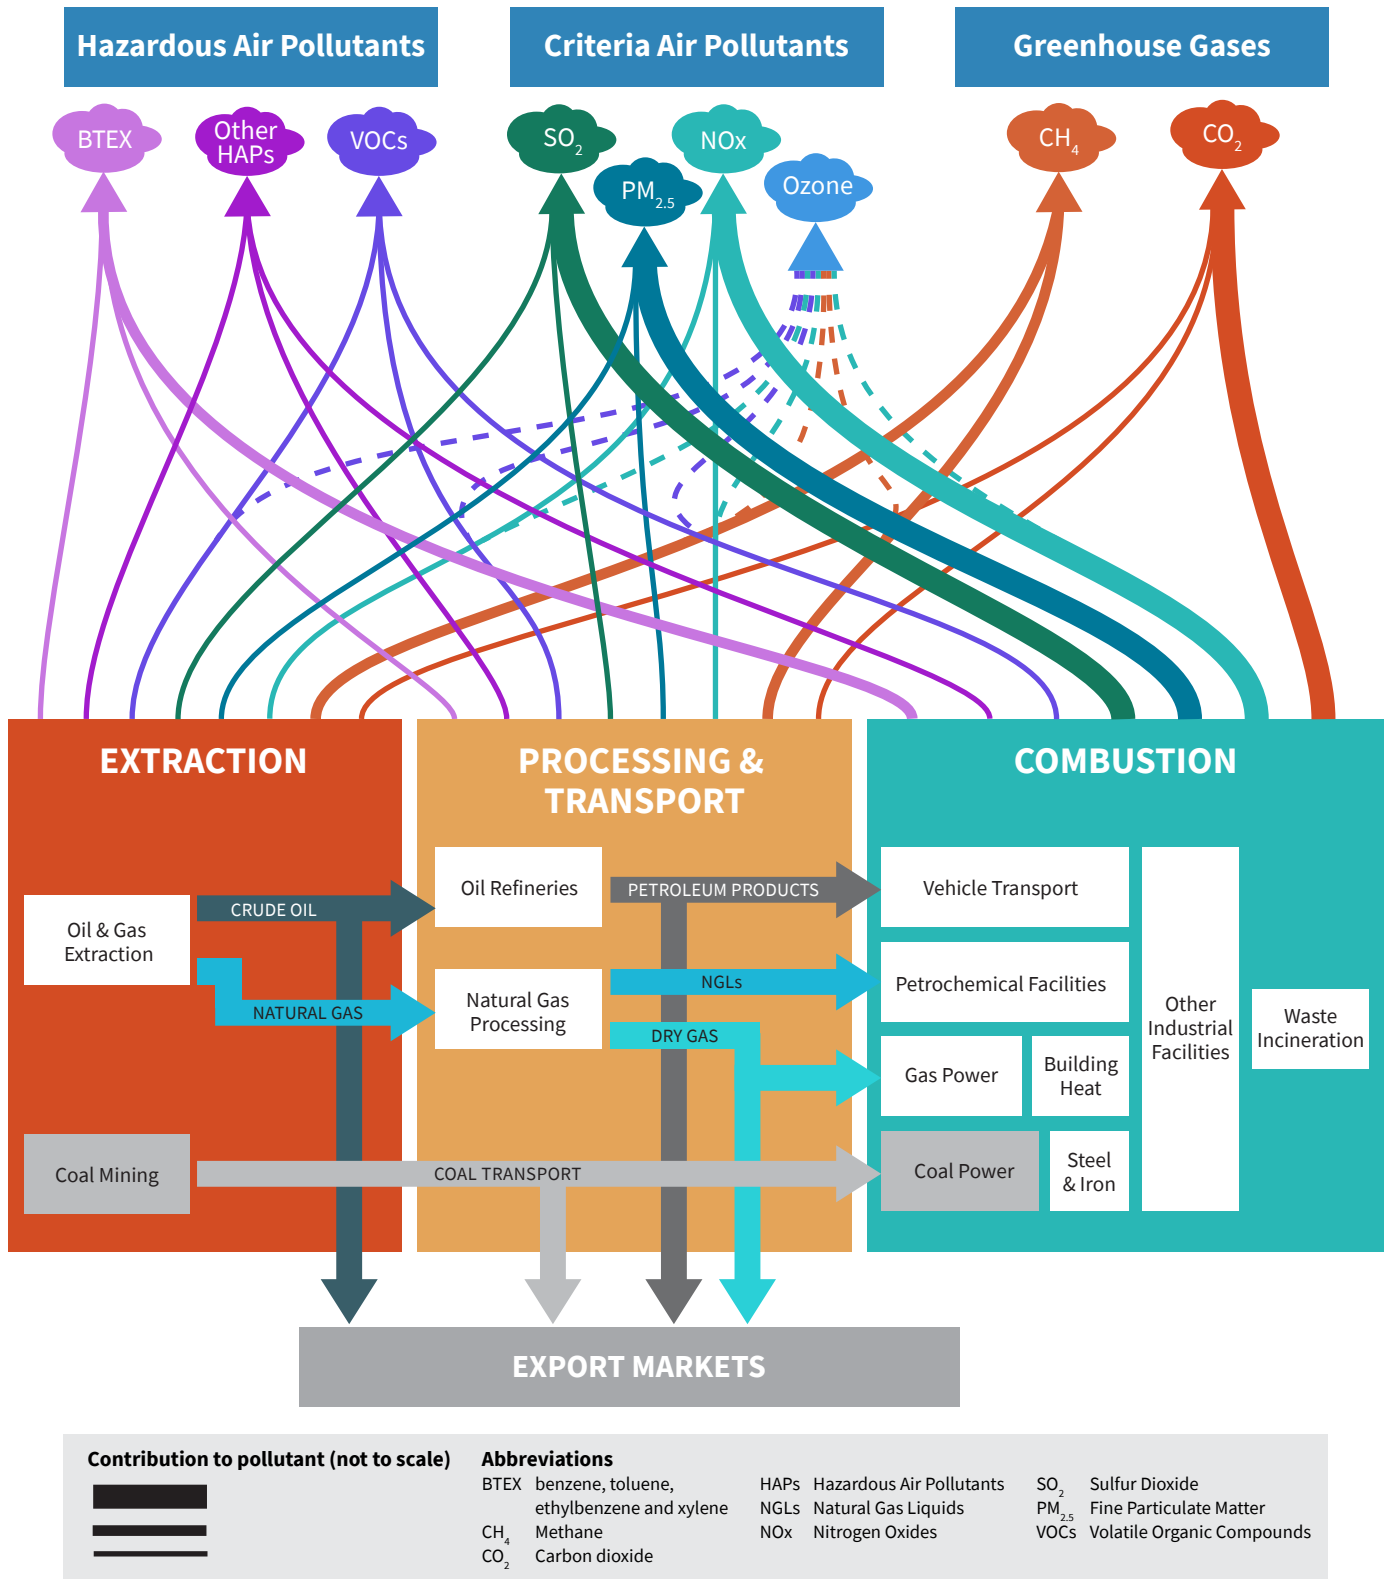 Hazardous Air Pollutants
Criteria Air Pollutants
Greenhouse Gases
BTEX
Other
HAPs
VOCs
SO2
PM2.5
NOx
Ozone
CH4
CO2
EXTRACTION
Oil & Gas
Extraction
CRUDE OIL
NATURAL GAS
Coal Mining
PROCESSING &
TRANSPORT
Oil Refineries
PETROLEUM PRODUCTS
Natural Gas
Processing
NGLs
DRY GAS
COAL TRANSPORT
COMBUSTION
Vehicle Transport
Petrochemical Facilities
Gas Power
Building
Heat
Coal Power
Steel
& Iron
Other
Industrial
Facilities
Waste
Incineration
EXPORT MARKETS
Contribution to pollutant (not to scale)
Abbreviations
BTEX benzene, toluene,
ethylbenzene and xylene
CH4 Methane
CO2 Carbon dioxide
HAPs Hazardous Air Pollutants
NGLs Natural Gas Liquids
NOx Nitrogen Oxides
SO2 Sulfur Dioxide
PM2.5 Fine Particulate Matter
VOCs Volatile Organic Compounds